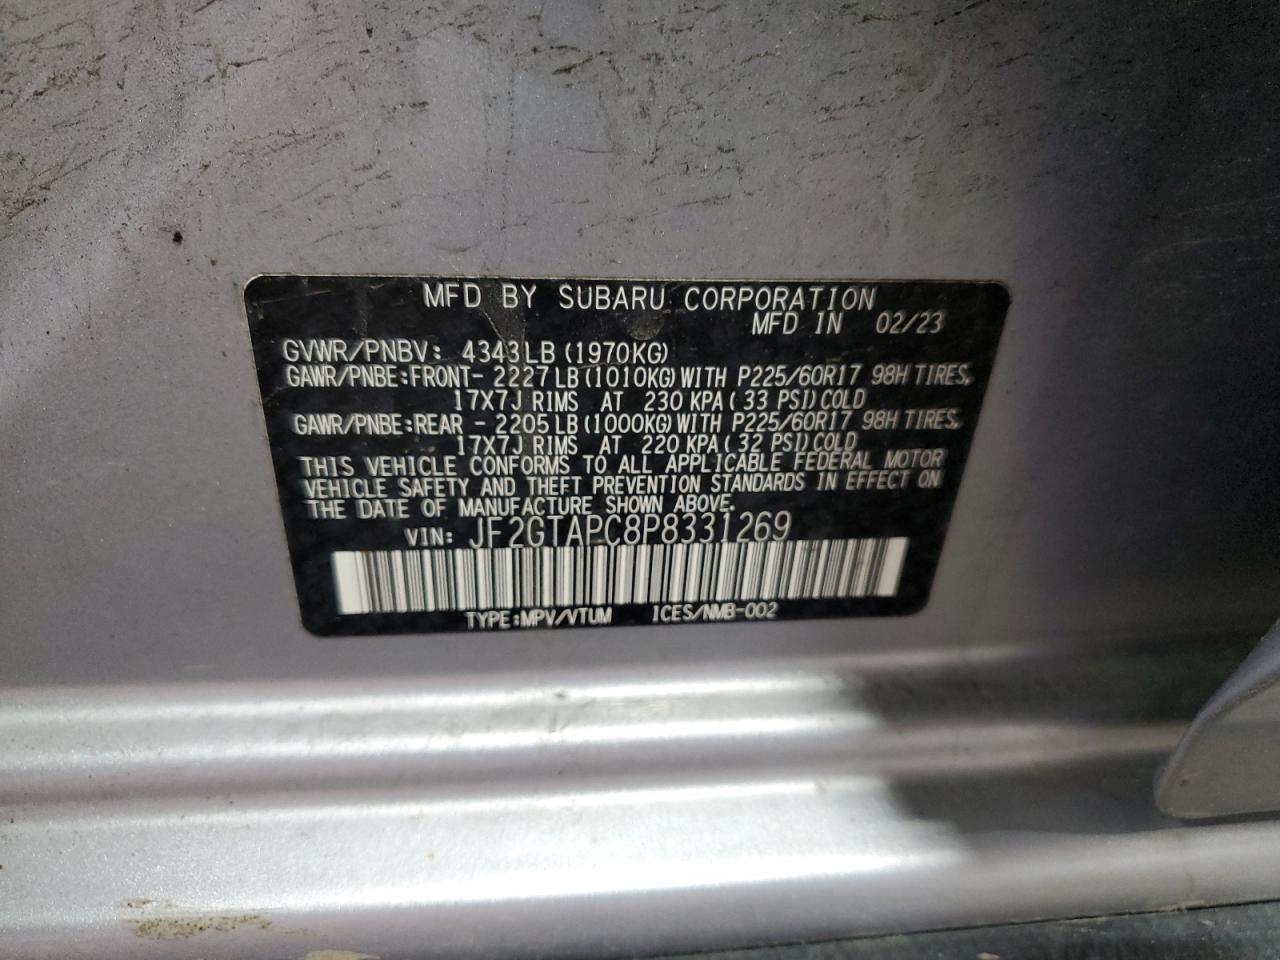 MFD BY SUBARU CORPORATION
MFD IN 02/23
GVWR/PNBV: 4343LB (1970KG)
GAWR/PNBE:FRONT- 2227LB (1010KG) WITH P225/60R17 98H TIRES,
17X7J RIMS AT 230 KPA( 33 PSI) COLD
GAWR/PNBE:REAR - 2205LB (1000KG) WITH P225/60R17 98H TIRES,
17X7J RIMS AT 220 KPA( 32 PSI) COLD
THIS VEHICLE CONFORMS TO ALL APPLICABLE FEDERAL MOTOR
VEHICLE SAFETY AND THEFT PREVENTION STANDARDS IN EFFECT ON
THE DATE OF MANUFACTURE SHOWN ABOVE.
VIN: JF2GTAPC8P8331269
TYPE:MPV/VTUM ICES/NMB-002